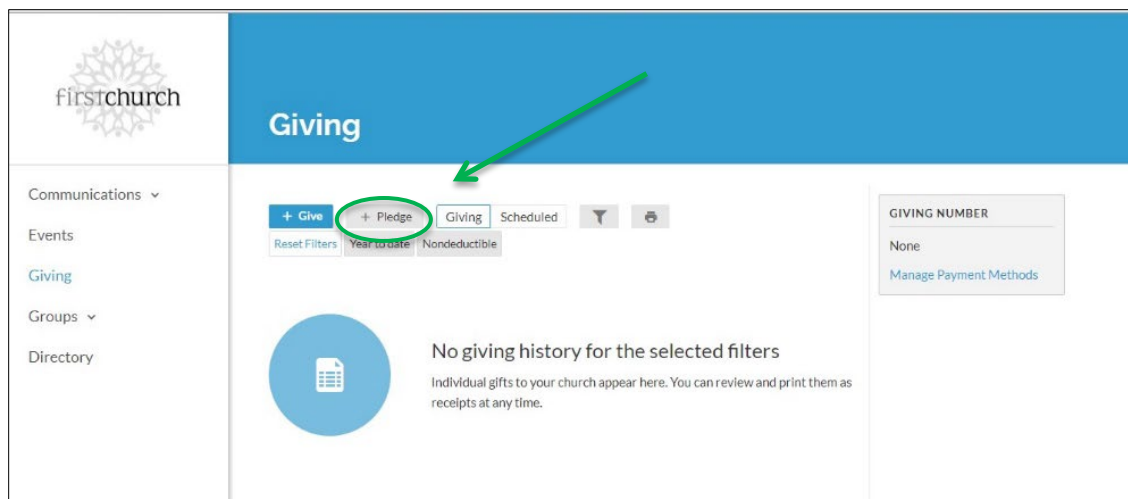 firstchurch
Giving
Communications
Events
Giving
Groups
Directory
+ Give + Pledge Giving Scheduled
Reset Filters Year to date Nondeductible
No giving history for the selected filters
Individual gifts to your church appear here. You can review and print them as
receipts at any time.
GIVING NUMBER
None
Manage Payment Methods